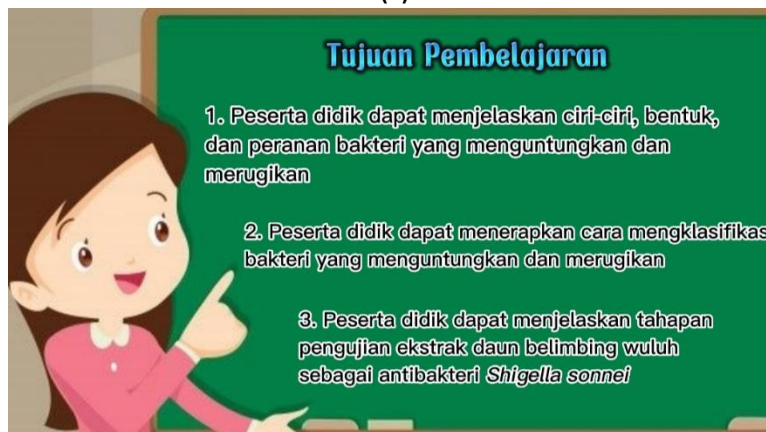 Tujuan Pembelajaran
1. Peserta didik dapat menjelaskan ciri-ciri, bentuk,
dan peranan bakteri yang menguntungkan dan
merugikan
2. Peserta didik dapat menerapkan cara mengklasifikas
bakteri yang menguntungkan dan merugikan
3. Peserta didik dapat menjelaskan tahapan
pengujian ekstrak daun belimbing wuluh
sebagai antibakteri Shigella sonnei